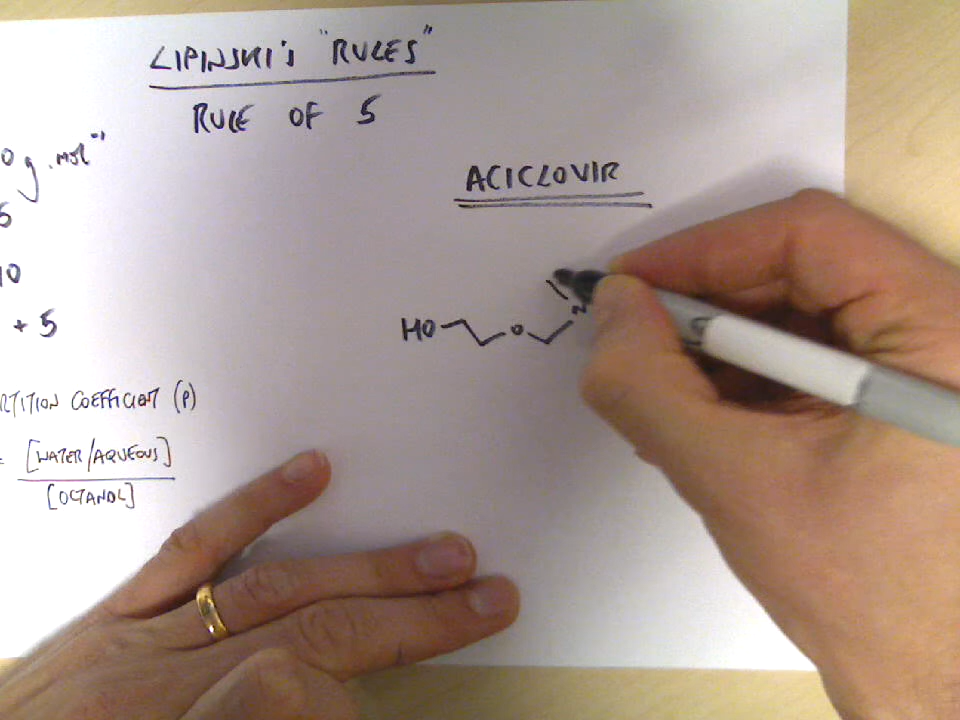 LIPINSKI'S "RULES"
RULE OF 5
0 g.mol⁻¹
5
10
+ 5
RTITION COEFFICIENT (P)
= [WATER/AQUEOUS]
[OCTANOL]
ACICLOVIR
HO O N